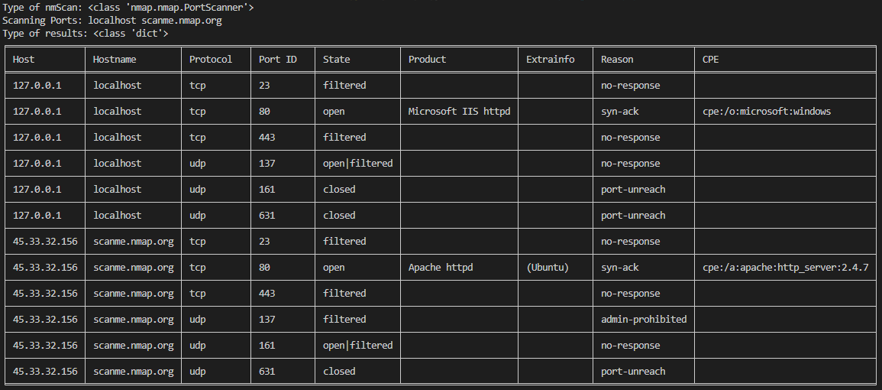 Type of nmScan: <class 'nmap.nmap.PortScanner'>
Scanning Ports: localhost scanme.nmap.org
Type of results: <class 'dict'>
Host Hostname Protocol Port ID State Product Extrainfo Reason CPE
127.0.0.1 localhost tcp 23 filtered no-response
127.0.0.1 localhost tcp 80 open Microsoft IIS httpd syn-ack cpe:/o:microsoft:windows
127.0.0.1 localhost tcp 443 filtered no-response
127.0.0.1 localhost udp 137 open|filtered no-response
127.0.0.1 localhost udp 161 closed port-unreach
127.0.0.1 localhost udp 631 closed port-unreach
45.33.32.156 scanme.nmap.org tcp 23 filtered no-response
45.33.32.156 scanme.nmap.org tcp 80 open Apache httpd (Ubuntu) syn-ack cpe:/a:apache:http_server:2.4.7
45.33.32.156 scanme.nmap.org tcp 443 filtered no-response
45.33.32.156 scanme.nmap.org udp 137 filtered admin-prohibited
45.33.32.156 scanme.nmap.org udp 161 open|filtered no-response
45.33.32.156 scanme.nmap.org udp 631 closed port-unreach